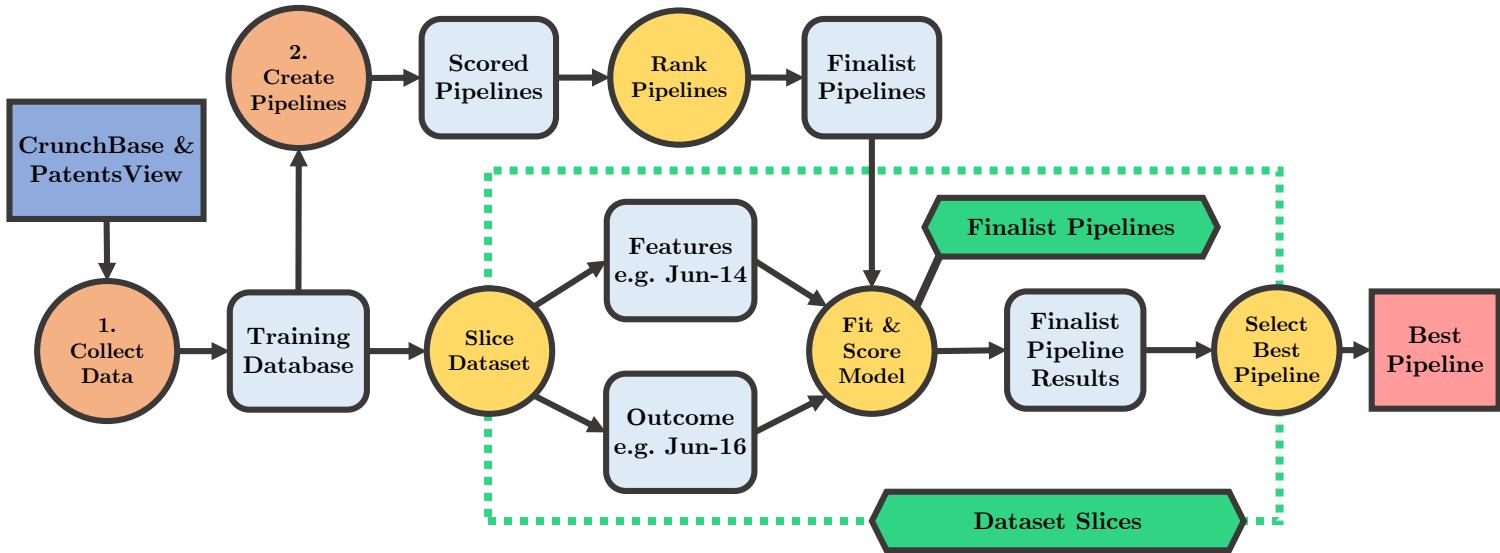 2.
Create
Pipelines
Scored
Pipelines
Rank
Pipelines
Finalist
Pipelines
CrunchBase &
PatentsView
Finalist Pipelines
Features
e.g. Jun-14
1.
Collect
Data
Training
Database
Slice
Dataset
Fit &
Score
Model
Finalist
Pipeline
Results
Select
Best
Pipeline
Best
Pipeline
Outcome
e.g. Jun-16
Dataset Slices